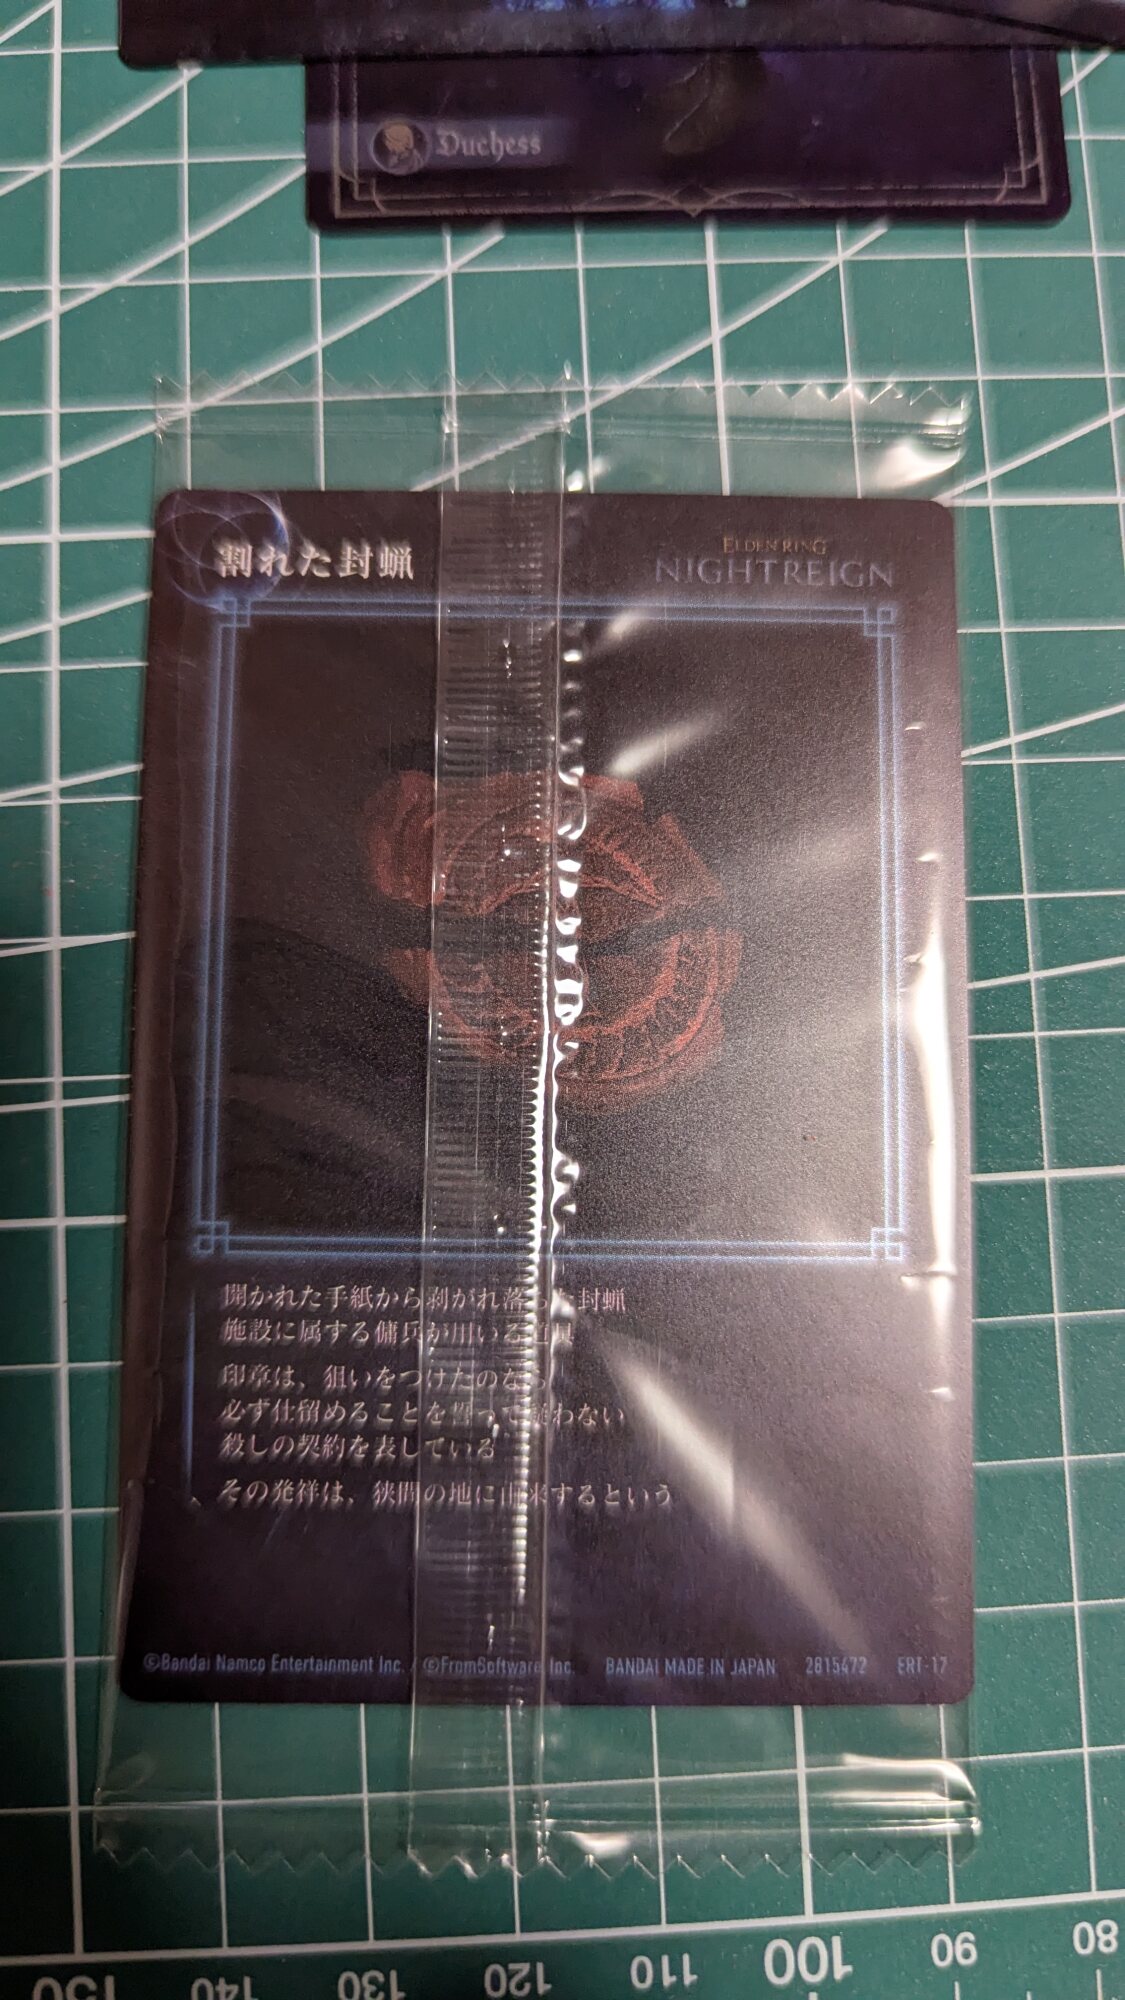 Duchess
割れた封蝋
ELDEN RING
NIGHTREIGN
開かれた手紙から剥がれ落ちた封蝋
施設に属する傭兵が用いる道具
印章は、狙いをつけたのなら
必ず仕留めることを誓って疑わない
殺しの契約を表している
その発祥は、狭間の地に由来するという
©Bandai Namco Entertainment Inc. / ©FromSoftware, Inc. BANDAI MADE IN JAPAN 2815472 ERT-17
150 140 130 120 110 100 90 80